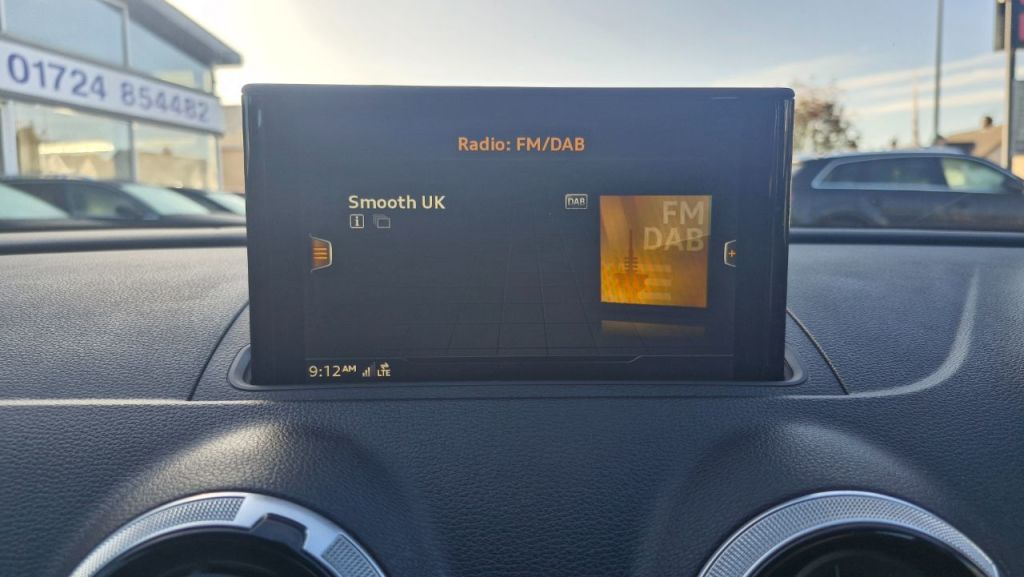 01724 854482
Radio: FM/DAB
Smooth UK
DAB
i
FM
DAB
+
9:12AM
LTE